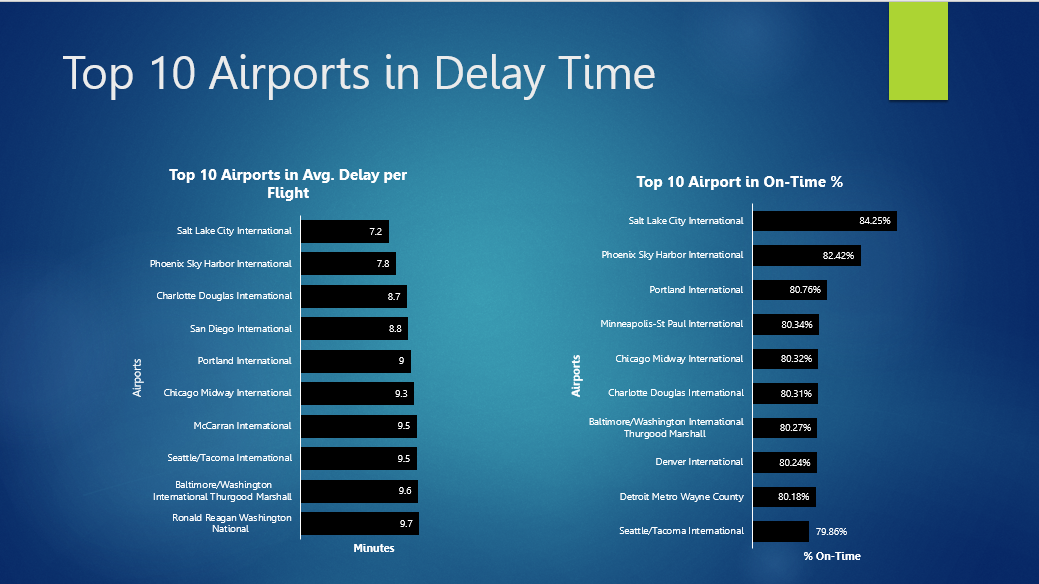 Top 10 Airports in Delay Time
Top 10 Airports in Avg. Delay per
Flight
Airports
Salt Lake City International 7.2
Phoenix Sky Harbor International 7.8
Charlotte Douglas International 8.7
San Diego International 8.8
Portland International 9
Chicago Midway International 9.3
McCarran International 9.5
Seattle/Tacoma International 9.5
Baltimore/Washington
International Thurgood Marshall 9.6
Ronald Reagan Washington
National 9.7
Minutes
Top 10 Airport in On-Time %
Airports
Salt Lake City International 84.25%
Phoenix Sky Harbor International 82.42%
Portland International 80.76%
Minneapolis-St Paul International 80.34%
Chicago Midway International 80.32%
Charlotte Douglas International 80.31%
Baltimore/Washington International
Thurgood Marshall 80.27%
Denver International 80.24%
Detroit Metro Wayne County 80.18%
Seattle/Tacoma International 79.86%
% On-Time